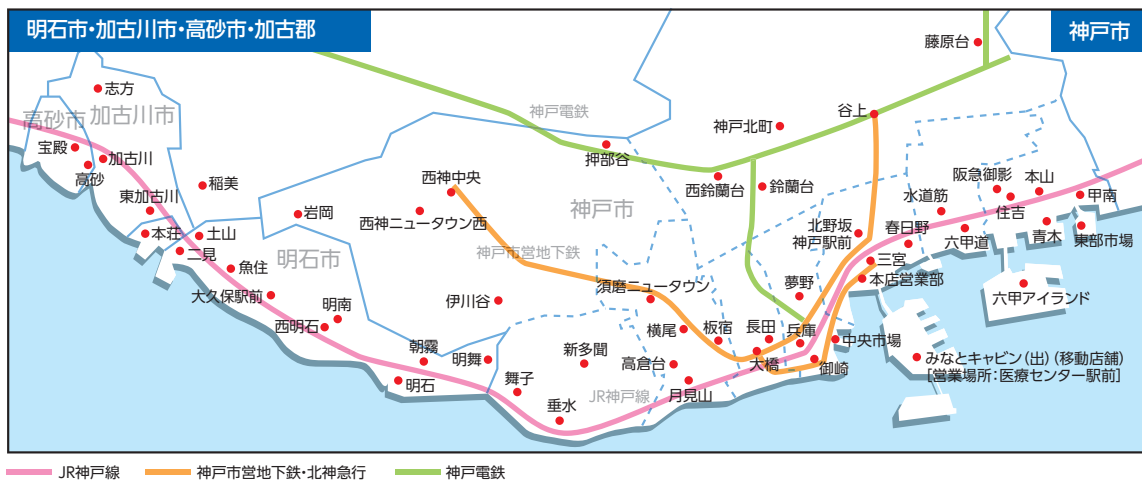 明石市・加古川市・高砂市・加古郡
神戸市
藤原台
志方
加古川市
高砂市
神戸電鉄
谷上
神戸北町
宝殿
加古川
高砂
押部谷
西鈴蘭台
鈴蘭台
阪急御影
本山
甲南
稲美
西神中央
水道筋
住吉
東加古川
岩岡
西神ニュータウン西
神戸市
北野坂
神戸駅前
春日野
六甲道
青木
東部市場
本荘
土山
二見
明石市
神戸市営地下鉄
三宮
本店営業部
魚住
須磨ニュータウン
夢野
六甲アイランド
大久保駅前
伊川谷
明南
西明石
横尾
板宿
長田
兵庫
中央市場
朝霧
明舞
新多聞
高倉台
大橋
御崎
みなとキャビン(出)(移動店舗)
[営業場所:医療センター駅前]
明石
舞子
JR神戸線
月見山
垂水
JR神戸線
神戸市営地下鉄・北神急行
神戸電鉄